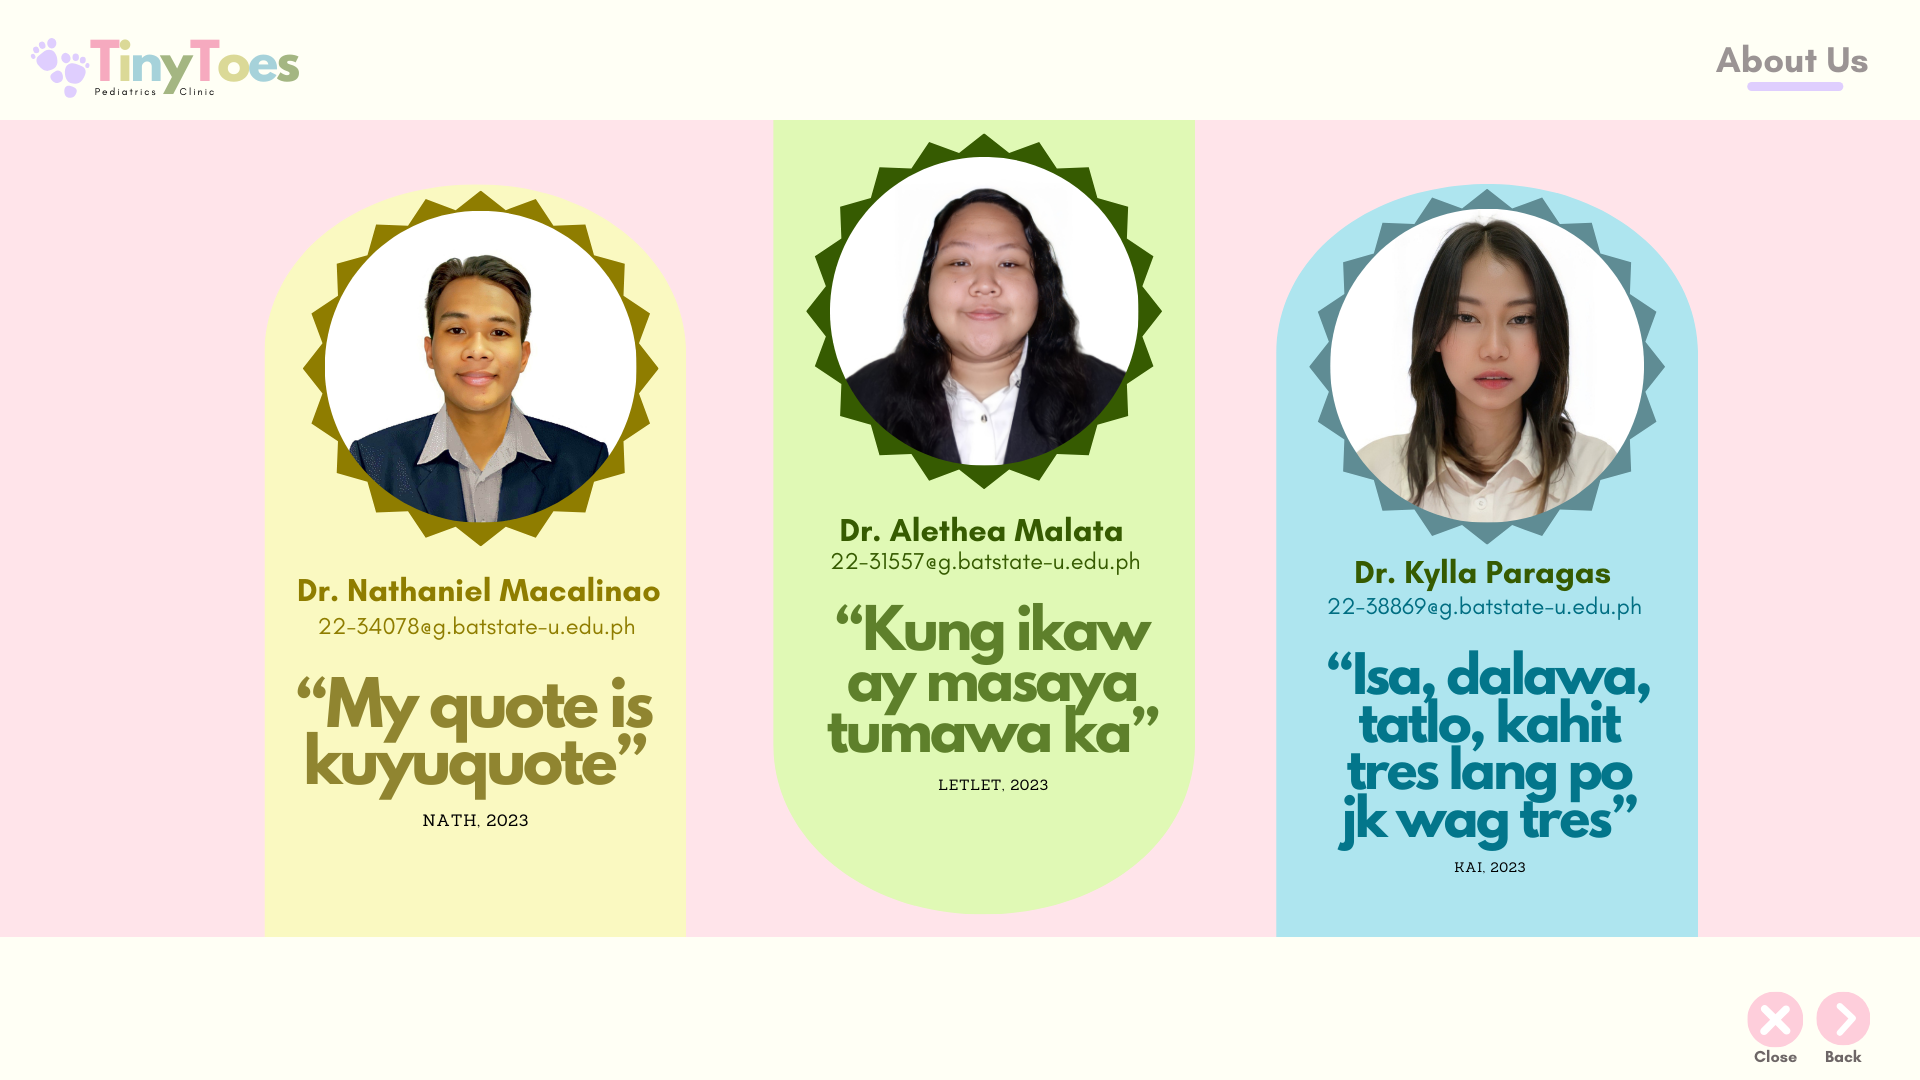 TinyToes
Pediatrics Clinic
About Us
Dr. Nathaniel Macalinao
22-34078@g.batstate-u.edu.ph
“My quote is
kuyuquote”
NATH, 2023
Dr. Alethea Malata
22-31557@g.batstate-u.edu.ph
“Kung ikaw
ay masaya
tumawa ka”
LETLET, 2023
Dr. Kylla Paragas
22-38869@g.batstate-u.edu.ph
“Isa, dalawa,
tatlo, kahit
tres lang po
jk wag tres”
KAI, 2023
Close
Back